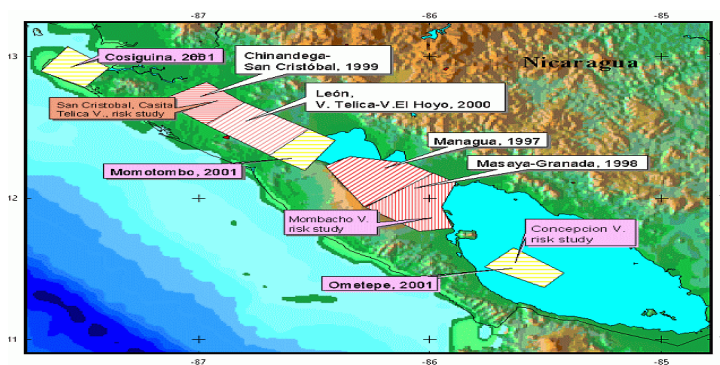 -87
-86
-85
13
Cosiguina, 2001
Chinandega-
San Cristóbal, 1999
Nicaragua
León,
V. Telica-V.El Hoyo, 2000
San Cristobal, Casita
Telica V., risk study
Managua, 1997
Masaya-Granada, 1998
Momotombo, 2001
12
Mombacho V.
risk study
Concepcion V.
risk study
Ometepe, 2001
11
-87
-86
-85